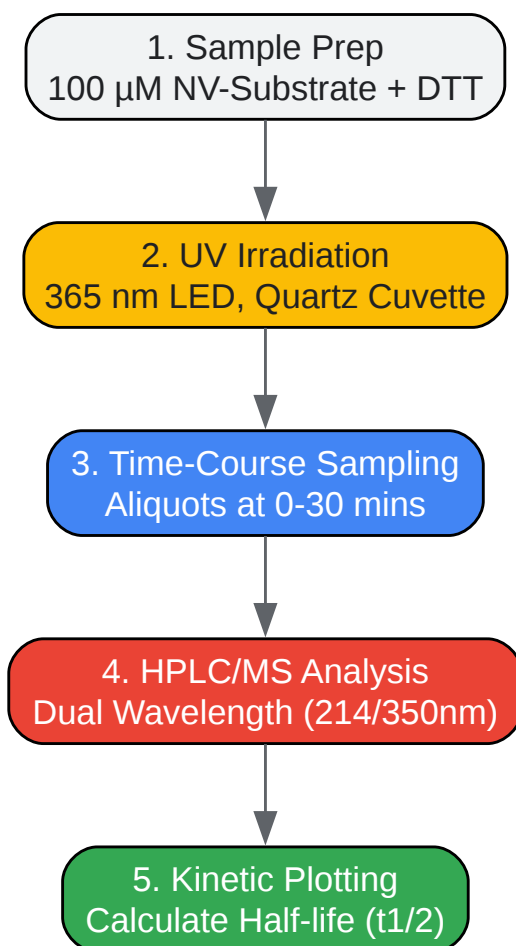 1. Sample Prep
100 µM NV-Substrate + DTT
2. UV Irradiation
365 nm LED, Quartz Cuvette
3. Time-Course Sampling
Aliquots at 0-30 mins
4. HPLC/MS Analysis
Dual Wavelength (214/350nm)
5. Kinetic Plotting
Calculate Half-life (t1/2)